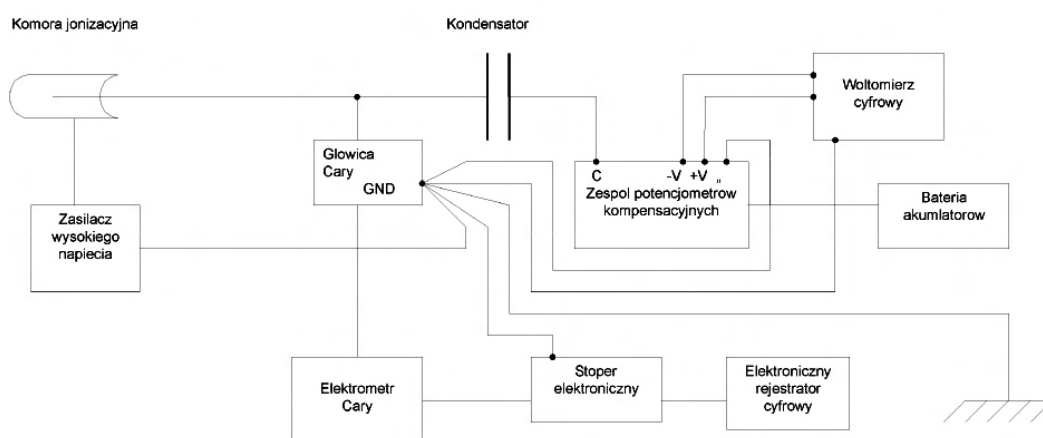 Komora jonizacyjna
Kondensator
Woltomierz
cyfrowy
Glowica
Cary
GND
C
-V
+V
„
Zespol potencjometrow
kompensacyjnych
Bateria
akumlatorow
Zasilacz
wysokiego
napiecia
Elektrometr
Cary
Stoper
elektroniczny
Elektroniczny
rejestrator
cyfrowy